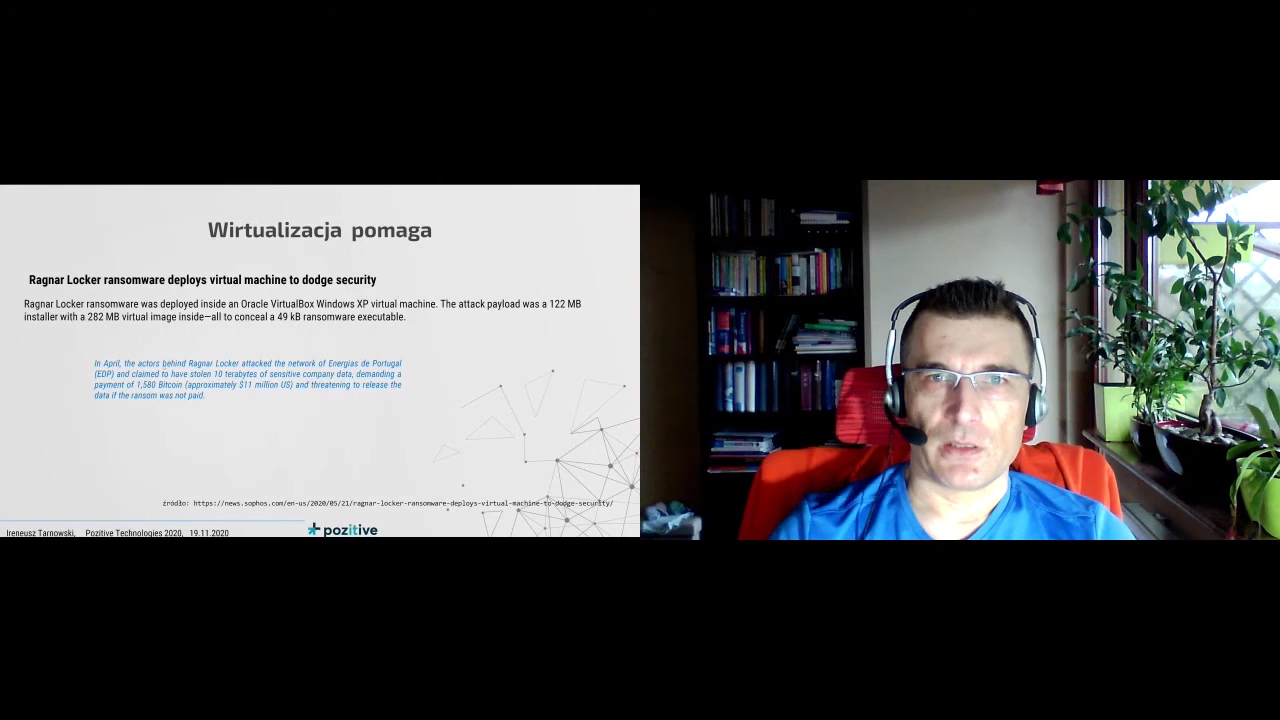 Wirtualizacja pomaga
Ragnar Locker ransomware deploys virtual machine to dodge security
Ragnar Locker ransomware was deployed inside an Oracle VirtualBox Windows XP virtual machine. The attack payload was a 122 MB
installer with a 282 MB virtual image inside—all to conceal a 49 kB ransomware executable.
In April, the actors behind Ragnar Locker attacked the network of Energias de Portugal
(EDP) and claimed to have stolen 10 terabytes of sensitive company data, demanding a
payment of 1,580 Bitcoin (approximately $11 million US) and threatening to release the
data if the ransom was not paid.
źródło: https://news.sophos.com/en-us/2020/05/21/ragnar-locker-ransomware-deploys-virtual-machine-to-dodge-security/
Ireneusz Tarnowski, Pozitive Technologies 2020, 19.11.2020
pozitive